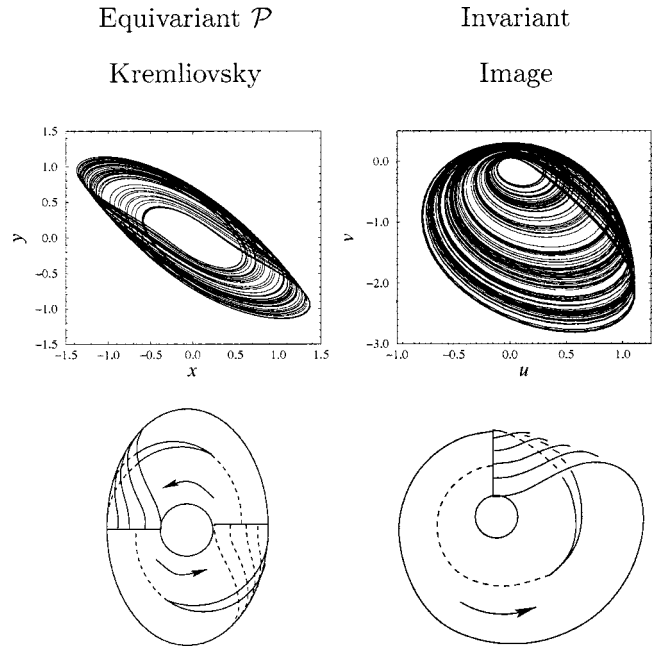 Equivariant 𝒫 Invariant
Kremliovsky Image
1.5
1.0
0.5
0.0
−0.5
−1.0
−1.5
y
−1.5 −1.0 −0.5 0.0 0.5 1.0 1.5
x
0.0
−1.0
−2.0
−3.0
v
−1.0 −0.5 0.0 0.5 1.0
u